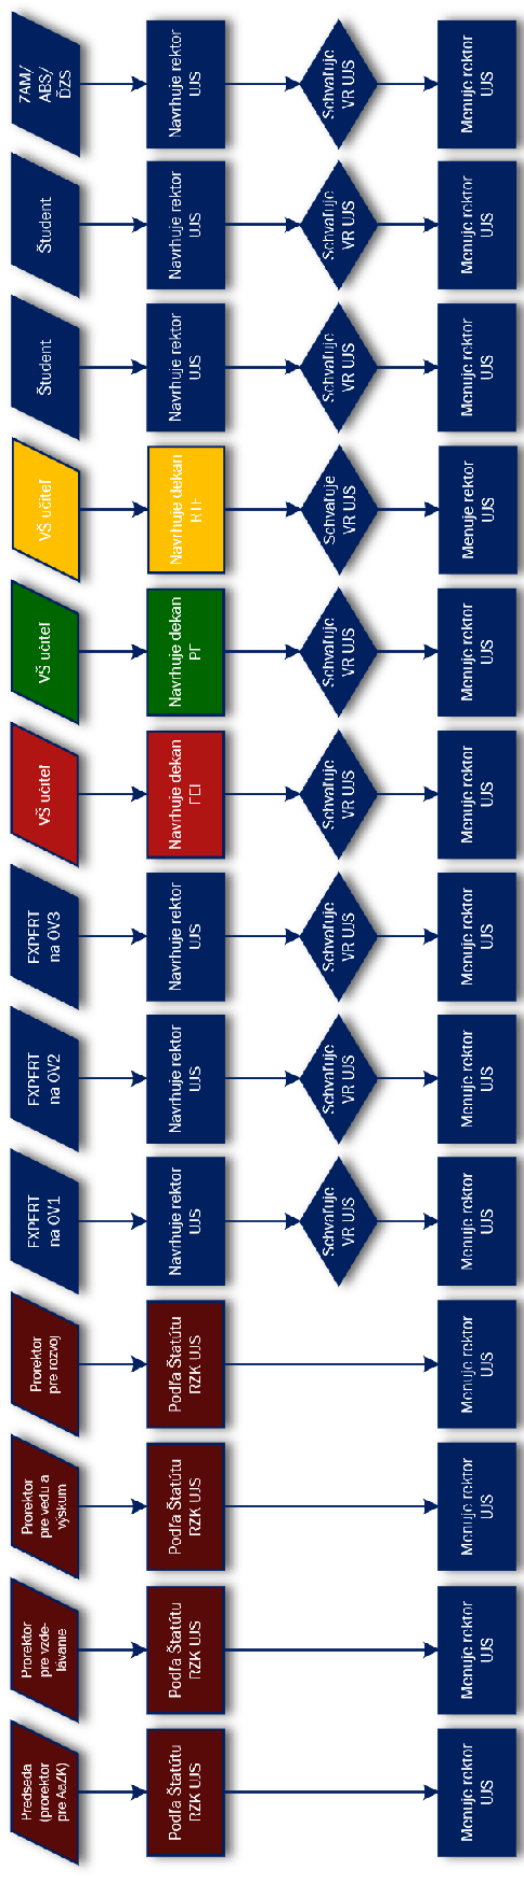 Predseda
(prorektor
pre AaZK)
Prorektor
pre vzde-
lávanie
Prorektor
pre vedu a
výskum
Prorektor
pre rozvoj
EXPERT
na OV1
EXPERT
na OV2
EXPERT
na OV3
VŠ učiteľ
VŠ učiteľ
VŠ učiteľ
Študent
Študent
ZAM/
ABS/
ĎZS
Podľa Štatútu
RZK UJS
Podľa Štatútu
RZK UJS
Podľa Štatútu
RZK UJS
Podľa Štatútu
RZK UJS
Navrhuje rektor
UJS
Navrhuje rektor
UJS
Navrhuje rektor
UJS
Navrhuje dekan
FEI
Navrhuje dekan
PF
Navrhuje dekan
RTF
Navrhuje rektor
UJS
Navrhuje rektor
UJS
Navrhuje rektor
UJS
Schvaľuje
VR UJS
Schvaľuje
VR UJS
Schvaľuje
VR UJS
Schvaľuje
VR UJS
Schvaľuje
VR UJS
Schvaľuje
VR UJS
Schvaľuje
VR UJS
Schvaľuje
VR UJS
Schvaľuje
VR UJS
Menuje rektor
UJS
Menuje rektor
UJS
Menuje rektor
UJS
Menuje rektor
UJS
Menuje rektor
UJS
Menuje rektor
UJS
Menuje rektor
UJS
Menuje rektor
UJS
Menuje rektor
UJS
Menuje rektor
UJS
Menuje rektor
UJS
Menuje rektor
UJS
Menuje rektor
UJS